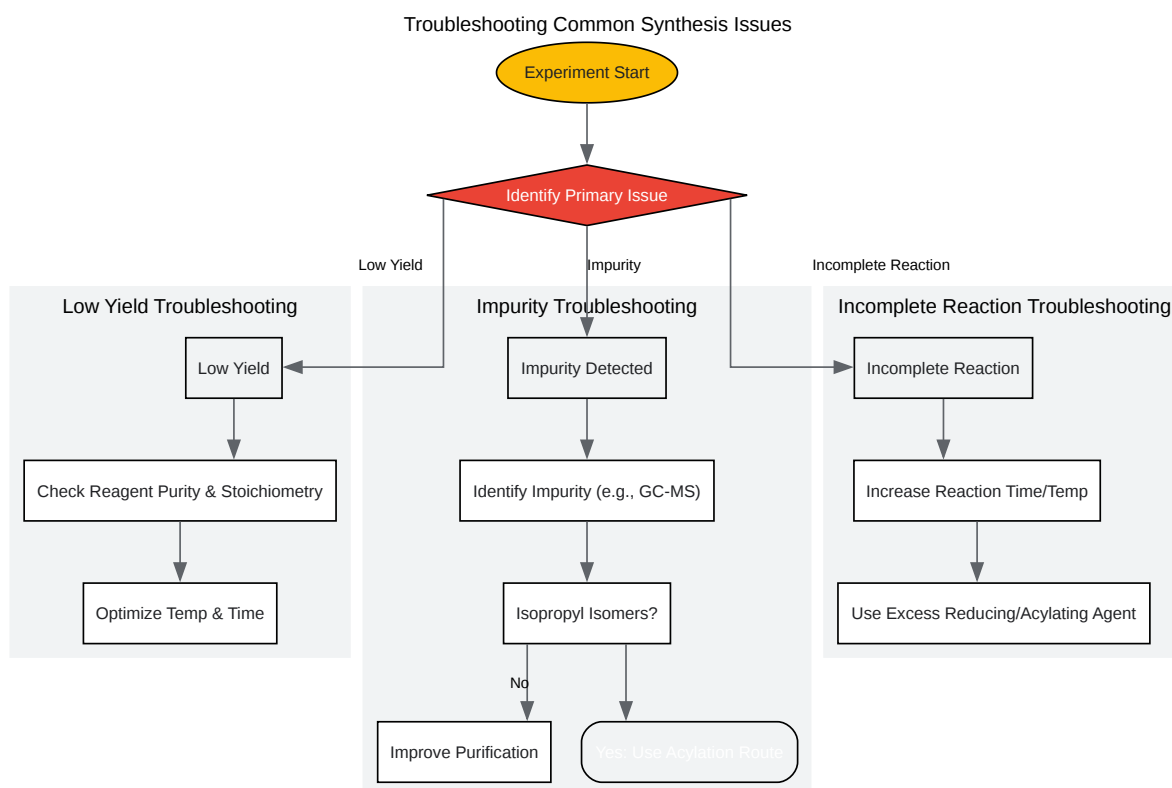 Troubleshooting Common Synthesis Issues
Experiment Start
Identify Primary Issue
Low Yield
Impurity
Incomplete Reaction
Low Yield Troubleshooting
Impurity Troubleshooting
Incomplete Reaction Troubleshooting
Low Yield
Impurity Detected
Incomplete Reaction
Check Reagent Purity & Stoichiometry
Identify Impurity (e.g., GC-MS)
Increase Reaction Time/Temp
Optimize Temp & Time
Isopropyl Isomers?
Use Excess Reducing/Acylating Agent
No
Improve Purification
Yes: Use Acylation Route